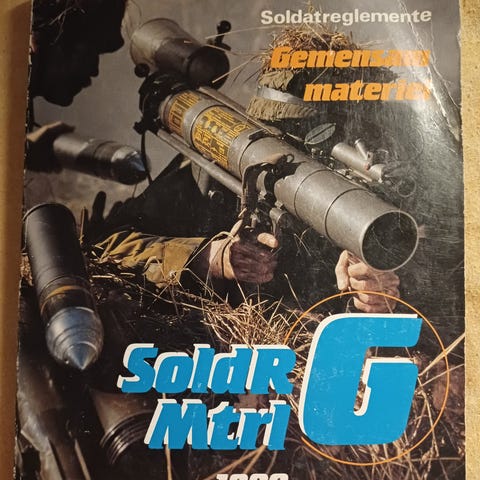 Soldatreglemente
Gemensam
materiel
SoldR
Mtrl
G